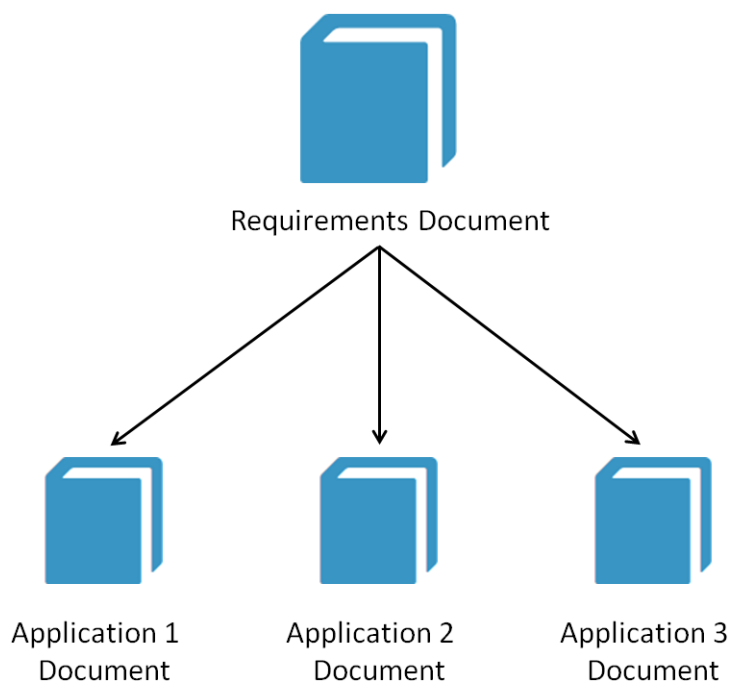 Requirements Document
Application 1
Document
Application 2
Document
Application 3
Document